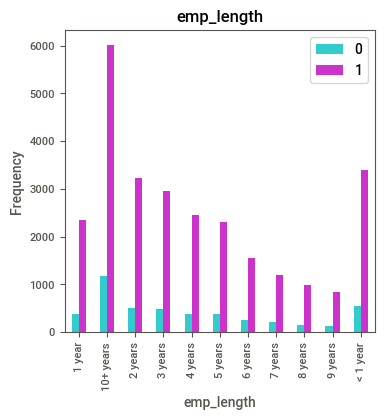 emp_length
0
1
Frequency
6000
5000
4000
3000
2000
1000
0
1 year
10+ years
2 years
3 years
4 years
5 years
6 years
7 years
8 years
9 years
< 1 year
emp_length